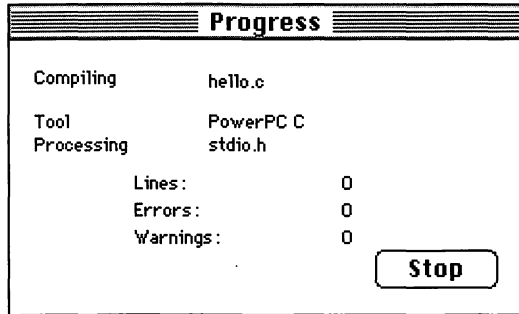 Progress
Compiling hello.c
Tool PowerPC C
Processing stdio.h
Lines: 0
Errors: 0
Warnings: 0
Stop